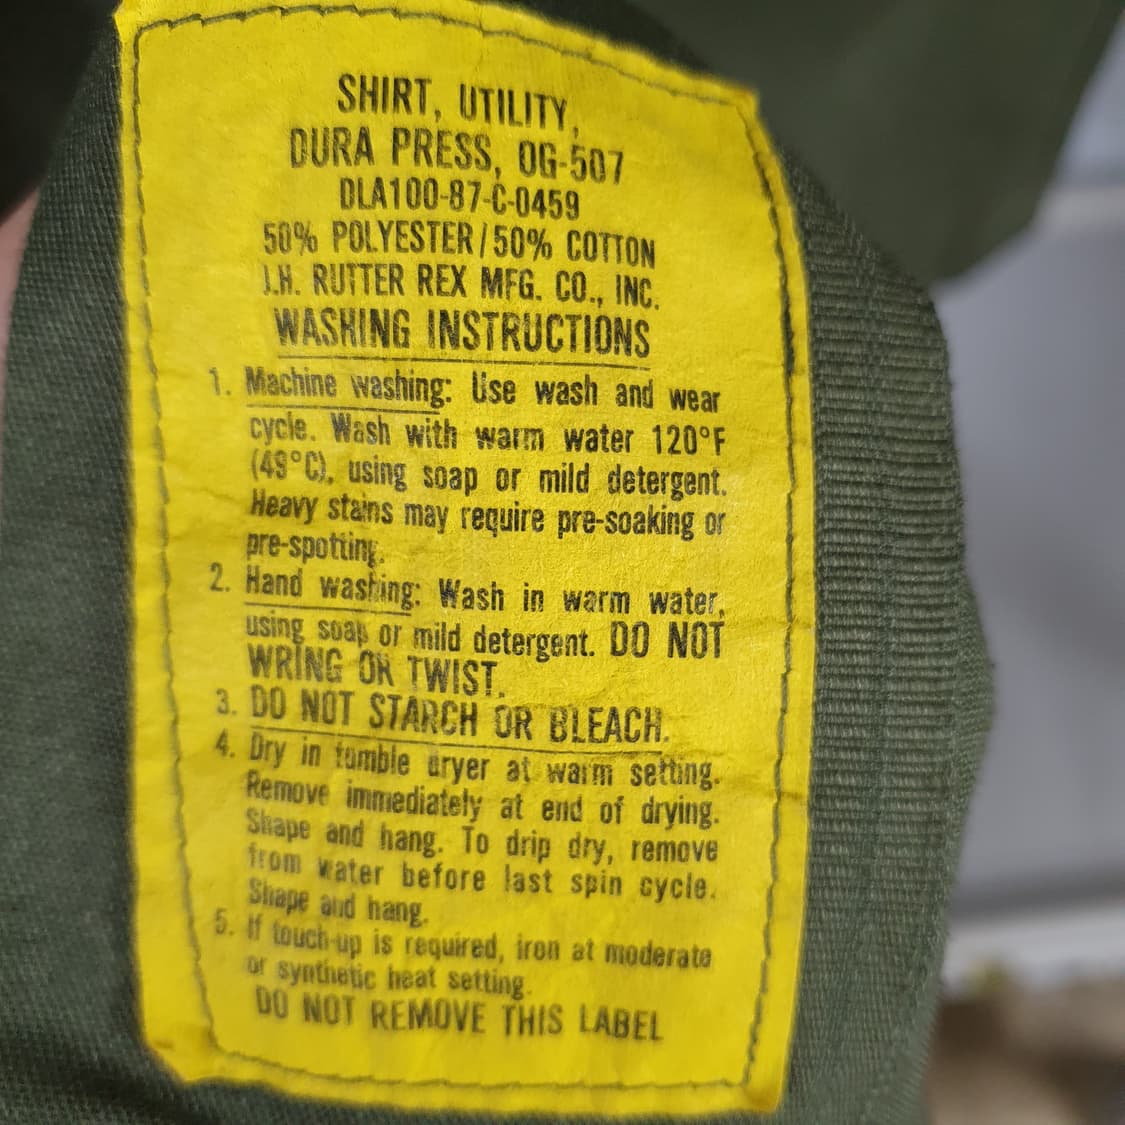 SHIRT, UTILITY,
DURA PRESS, OG-507
DLA100-87-C-0459
50% POLYESTER/50% COTTON
J.H. RUTTER REX MFG. CO., INC.
WASHING INSTRUCTIONS
1. Machine washing: Use wash and wear
cycle. Wash with warm water 120°F
(49°C), using soap or mild detergent.
Heavy stains may require pre-soaking or
pre-spotting.
2. Hand washing: Wash in warm water,
using soap or mild detergent. DO NOT
WRING OR TWIST.
3. DO NOT STARCH OR BLEACH.
4. Dry in tumble dryer at warm setting.
Remove immediately at end of drying.
Shape and hang. To drip dry, remove
from water before last spin cycle.
Shape and hang.
5. If touch-up is required, iron at moderate
or synthetic heat setting.
DO NOT REMOVE THIS LABEL